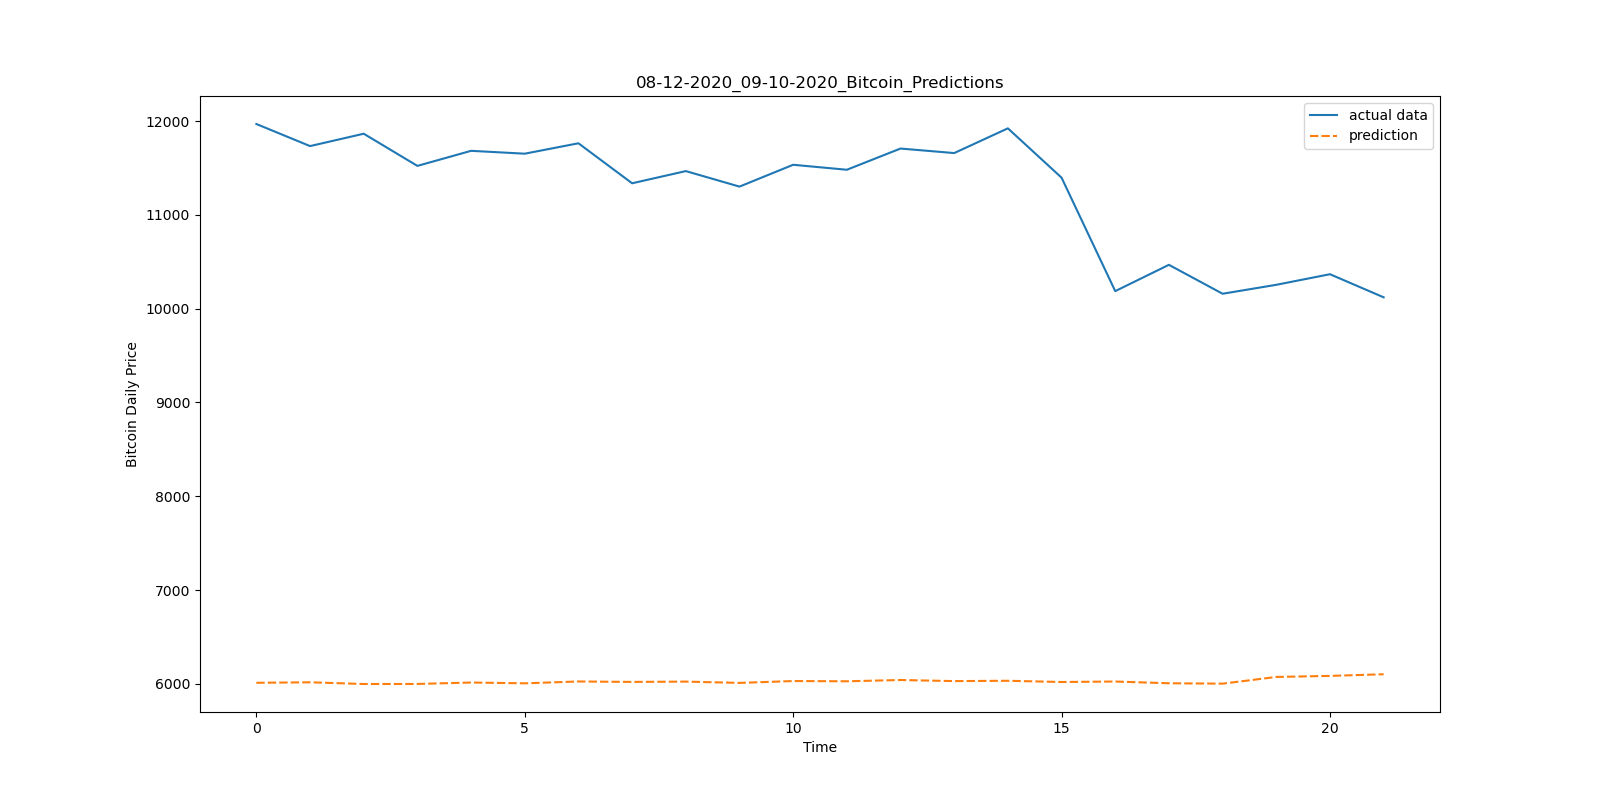 08-12-2020_09-10-2020_Bitcoin_Predictions
actual data
prediction
12000
11000
10000
9000
8000
7000
6000
Bitcoin Daily Price
0 5 10 15 20
Time